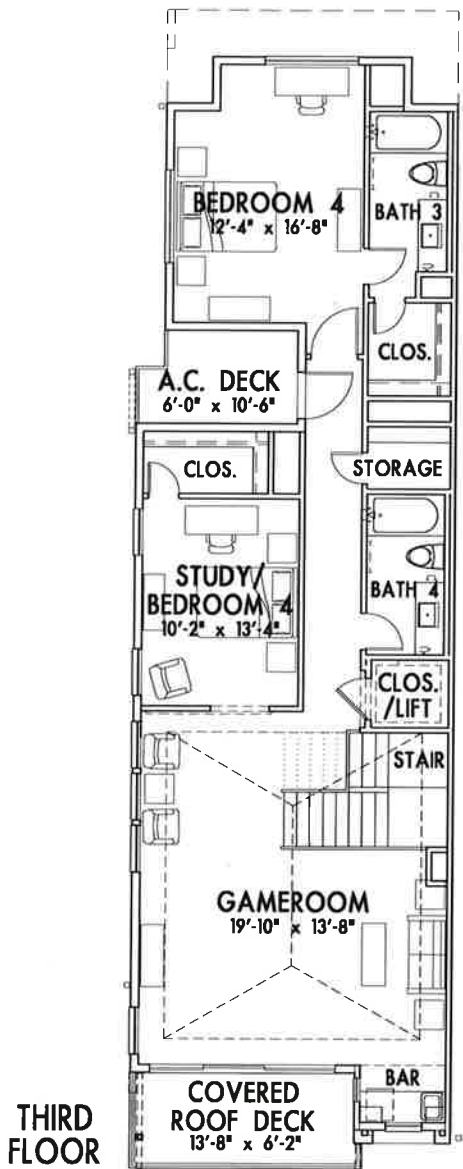 BEDROOM 4
12'-4" x 16'-8"
BATH 3
CLOS.
A.C. DECK
6'-0" x 10'-6"
CLOS.
STORAGE
STUDY/
BEDROOM 4
10'-2" x 13'-4"
BATH 4
CLOS.
/LIFT
STAIR
GAMEROOM
19'-10" x 13'-8"
BAR
COVERED
ROOF DECK
13'-8" x 6'-2"
THIRD
FLOOR